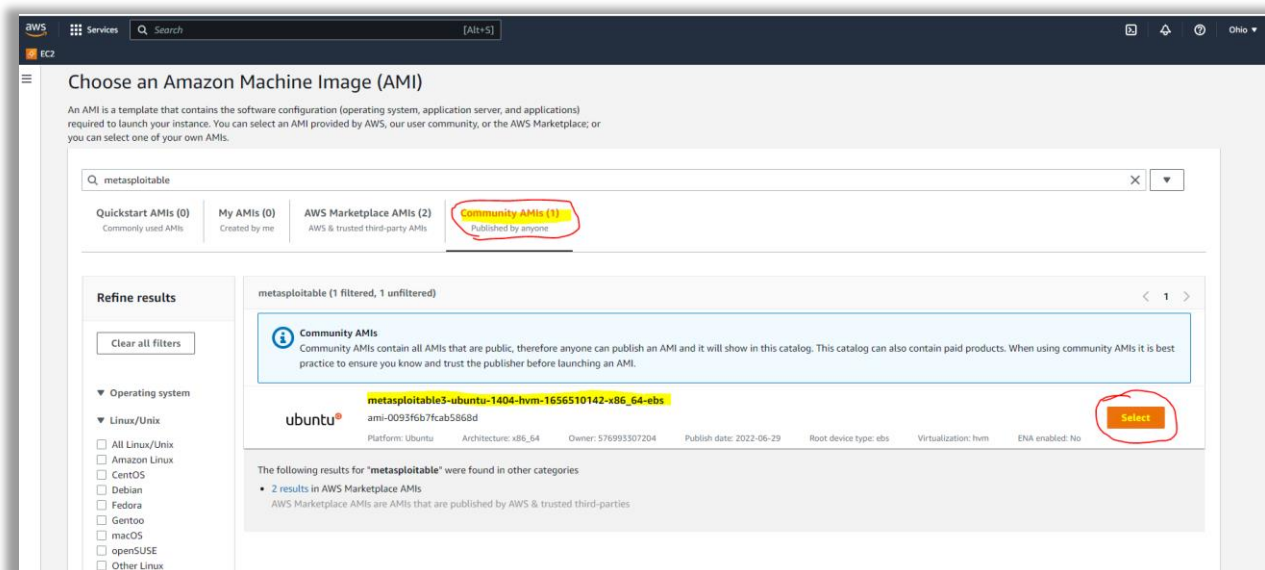 aws
Services
Search
[Alt+S]
Ohio
EC2
Choose an Amazon Machine Image (AMI)
An AMI is a template that contains the software configuration (operating system, application server, and applications)
required to launch your instance. You can select an AMI provided by AWS, our user community, or the AWS Marketplace; or
you can select one of your own AMIs.
metasploitable
Quickstart AMIs (0)
Commonly used AMIs
My AMIs (0)
Created by me
AWS Marketplace AMIs (2)
AWS & trusted third-party AMIs
Community AMIs (1)
Published by anyone
Refine results
Clear all filters
Operating system
Linux/Unix
All Linux/Unix
Amazon Linux
CentOS
Debian
Fedora
Gentoo
macOS
openSUSE
Other Linux
metasploitable (1 filtered, 1 unfiltered)
1
Community AMIs
Community AMIs contain all AMIs that are public, therefore anyone can publish an AMI and it will show in this catalog. This catalog can also contain paid products. When using community AMIs it is best
practice to ensure you know and trust the publisher before launching an AMI.
ubuntu
metasploitable3-ubuntu-1404-hvm-1656510142-x86_64-ebs
ami-0093f6b7fcab5868d
Platform: Ubuntu Architecture: x86_64 Owner: 576993307204 Publish date: 2022-06-29 Root device type: ebs Virtualization: hvm ENA enabled: No
Select
The following results for "metasploitable" were found in other categories
• 2 results in AWS Marketplace AMIs
AWS Marketplace AMIs are AMIs that are published by AWS & trusted third-parties